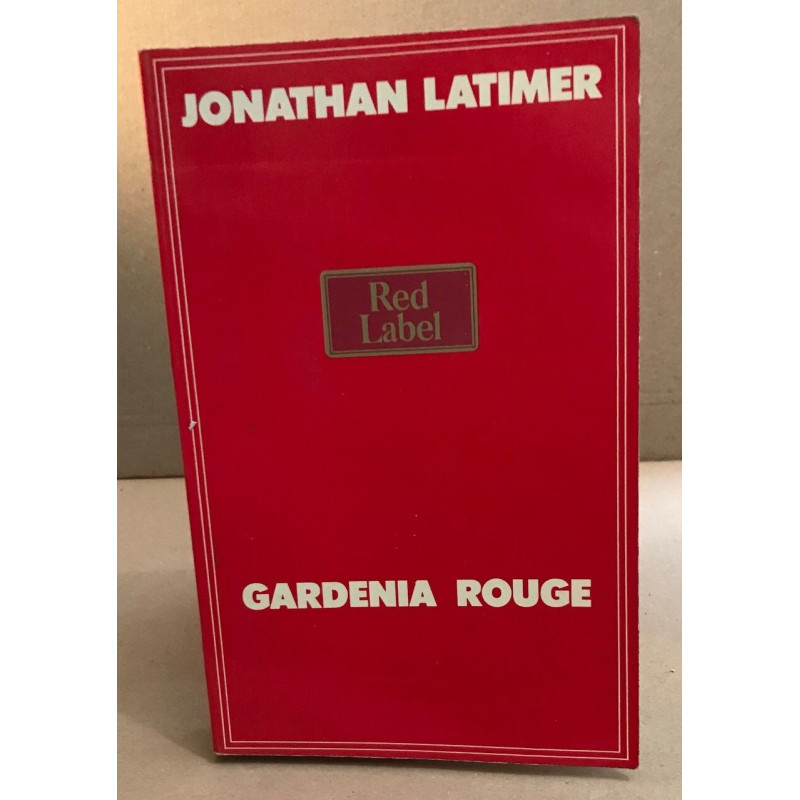 JONATHAN LATIMER
Red
Label
GARDENIA ROUGE